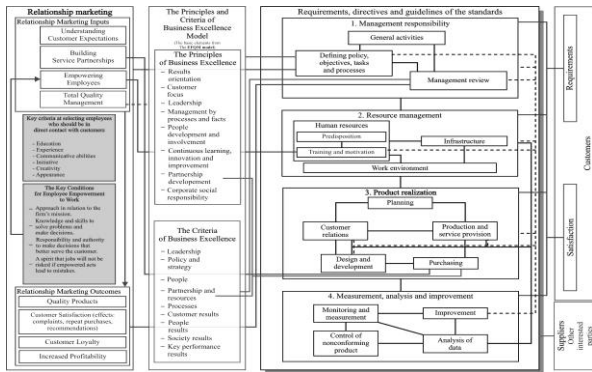 Relationship marketing
Relationship Marketing Inputs
Understanding
Customer Expectations
Building
Service Partnerships
Empowering
Employees
Total Quality
Management
Key criteria at selecting employees
who should be in
direct contact with customers
– Education
– Experience
– Communicative abilities
– Initiative
– Creativity
– Appearance
The Key Conditions
for Employee Empowerment
to Work
– Approach in relation to the
firm's mission.
Knowledge and skills to
– solve problems and
make decisions.
Responsibility and authority
– to make decisions that
better serve the customer.
A spirit that jobs will not be
– risked if empowered acts
lead to mistakes.
Relationship Marketing Outcomes
Quality Products
Customer Satisfaction (effects
complaints, repeat purchases,
recommendations)
Customer Loyalty
Increased Profitability
The Principles and
Criteria of
Business Excellence
Model
The EFQM model
The Principles
of Business Excellence
– Results
orientation
– Customer
focus
– Leadership
– Management by
processes and facts
– People
development and
involvement
– Continuous learning,
innovation and
improvement
– Partnership
developement
– Corporate social
responsibility
The Criteria
of Business Excellence
– Leadership
– Policy and
strategy
– People
– Partnership and
resources
– Processes
– Customer results
– People
results
– Society results
– Key performance
results
Requirements, directives and guidelines of the standards
1. Management responsibility
General activities
Defining policy,
objectives, tasks
and processes
Management review
2. Resource management
Human resources
Predisposition
Training and motivation
Infrastructure
Work environment
3. Product realization
Planning
Customer
relations
Production and
service provision
Design and
development
Purchasing
4. Measurement, analysis and improvement
Monitoring and
measurement
Improvement
Control of
nonconforming
product
Analysis of
data
Requirements
Satisfaction
Customers
Suppliers
Other
interested
parties